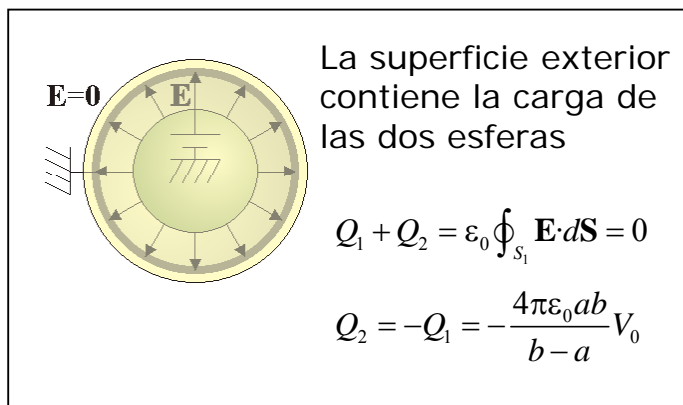 La superficie exterior
contiene la carga de
las dos esferas
E=0
E
Q₁ + Q₂ = ε₀ ∮_S₁ E·dS = 0
Q₂ = −Q₁ = − (4πε₀ab)/(b − a) V₀